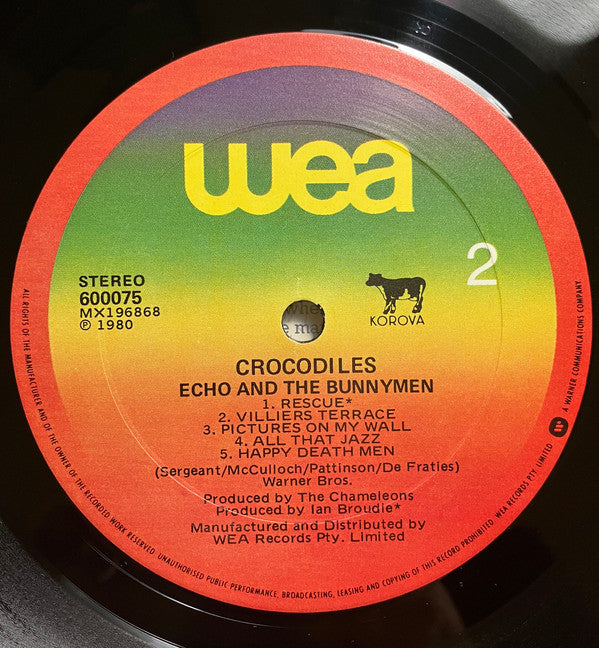 wea
2
STEREO
600075
MX196868
℗ 1980
KOROVA
whe
e ma
CROCODILES
ECHO AND THE BUNNYMEN
1. RESCUE*
2. VILLIERS TERRACE
3. PICTURES ON MY WALL
4. ALL THAT JAZZ
5. HAPPY DEATH MEN
(Sergeant/McCulloch/Pattinson/De Fraties)
Warner Bros.
Produced by The Chameleons
Produced by Ian Broudie*
Manufactured and Distributed by
WEA Records Pty. Limited
ALL RIGHTS OF THE MANUFACTURER AND OF THE OWNER OF THE RECORDED WORK RESERVED. UNAUTHORISED PUBLIC PERFORMANCE, BROADCASTING, LEASING AND COPYING OF THIS RECORD PROHIBITED. WEA RECORDS PTY. LIMITED A WARNER COMMUNICATIONS COMPANY.